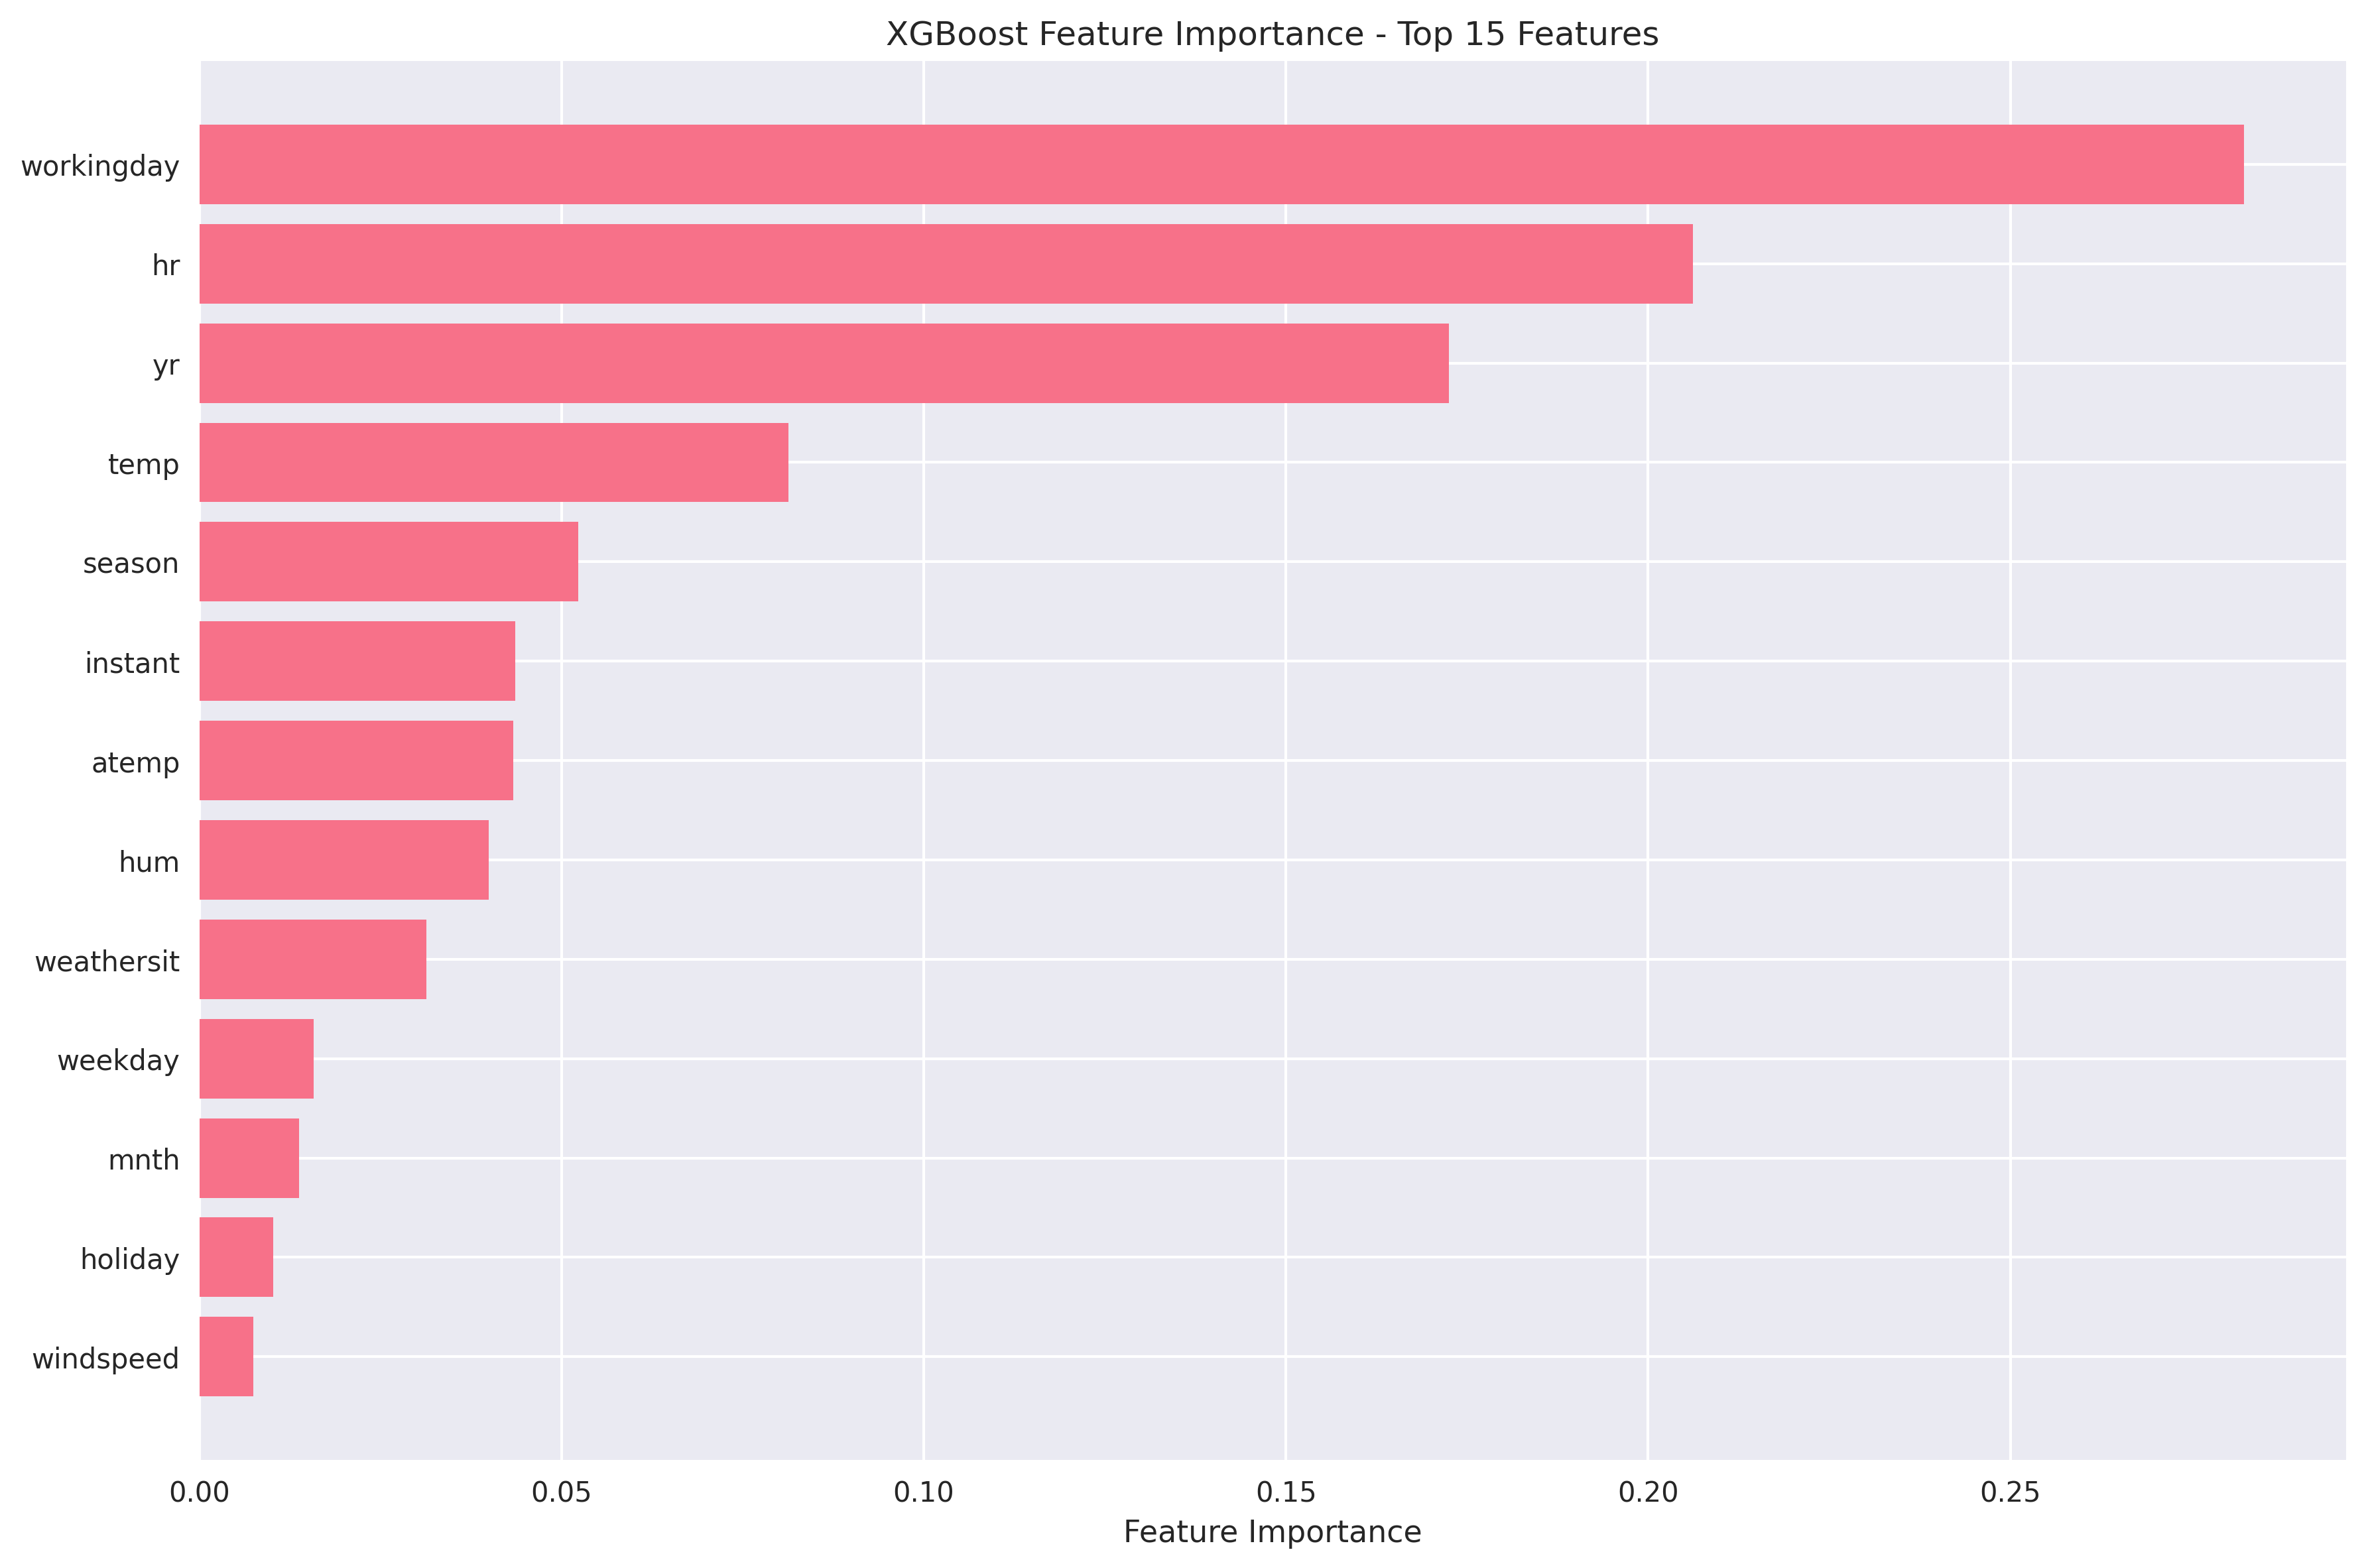 XGBoost Feature Importance - Top 15 Features
workingday
hr
yr
temp
season
instant
atemp
hum
weathersit
weekday
mnth
holiday
windspeed
0.00 0.05 0.10 0.15 0.20 0.25
Feature Importance